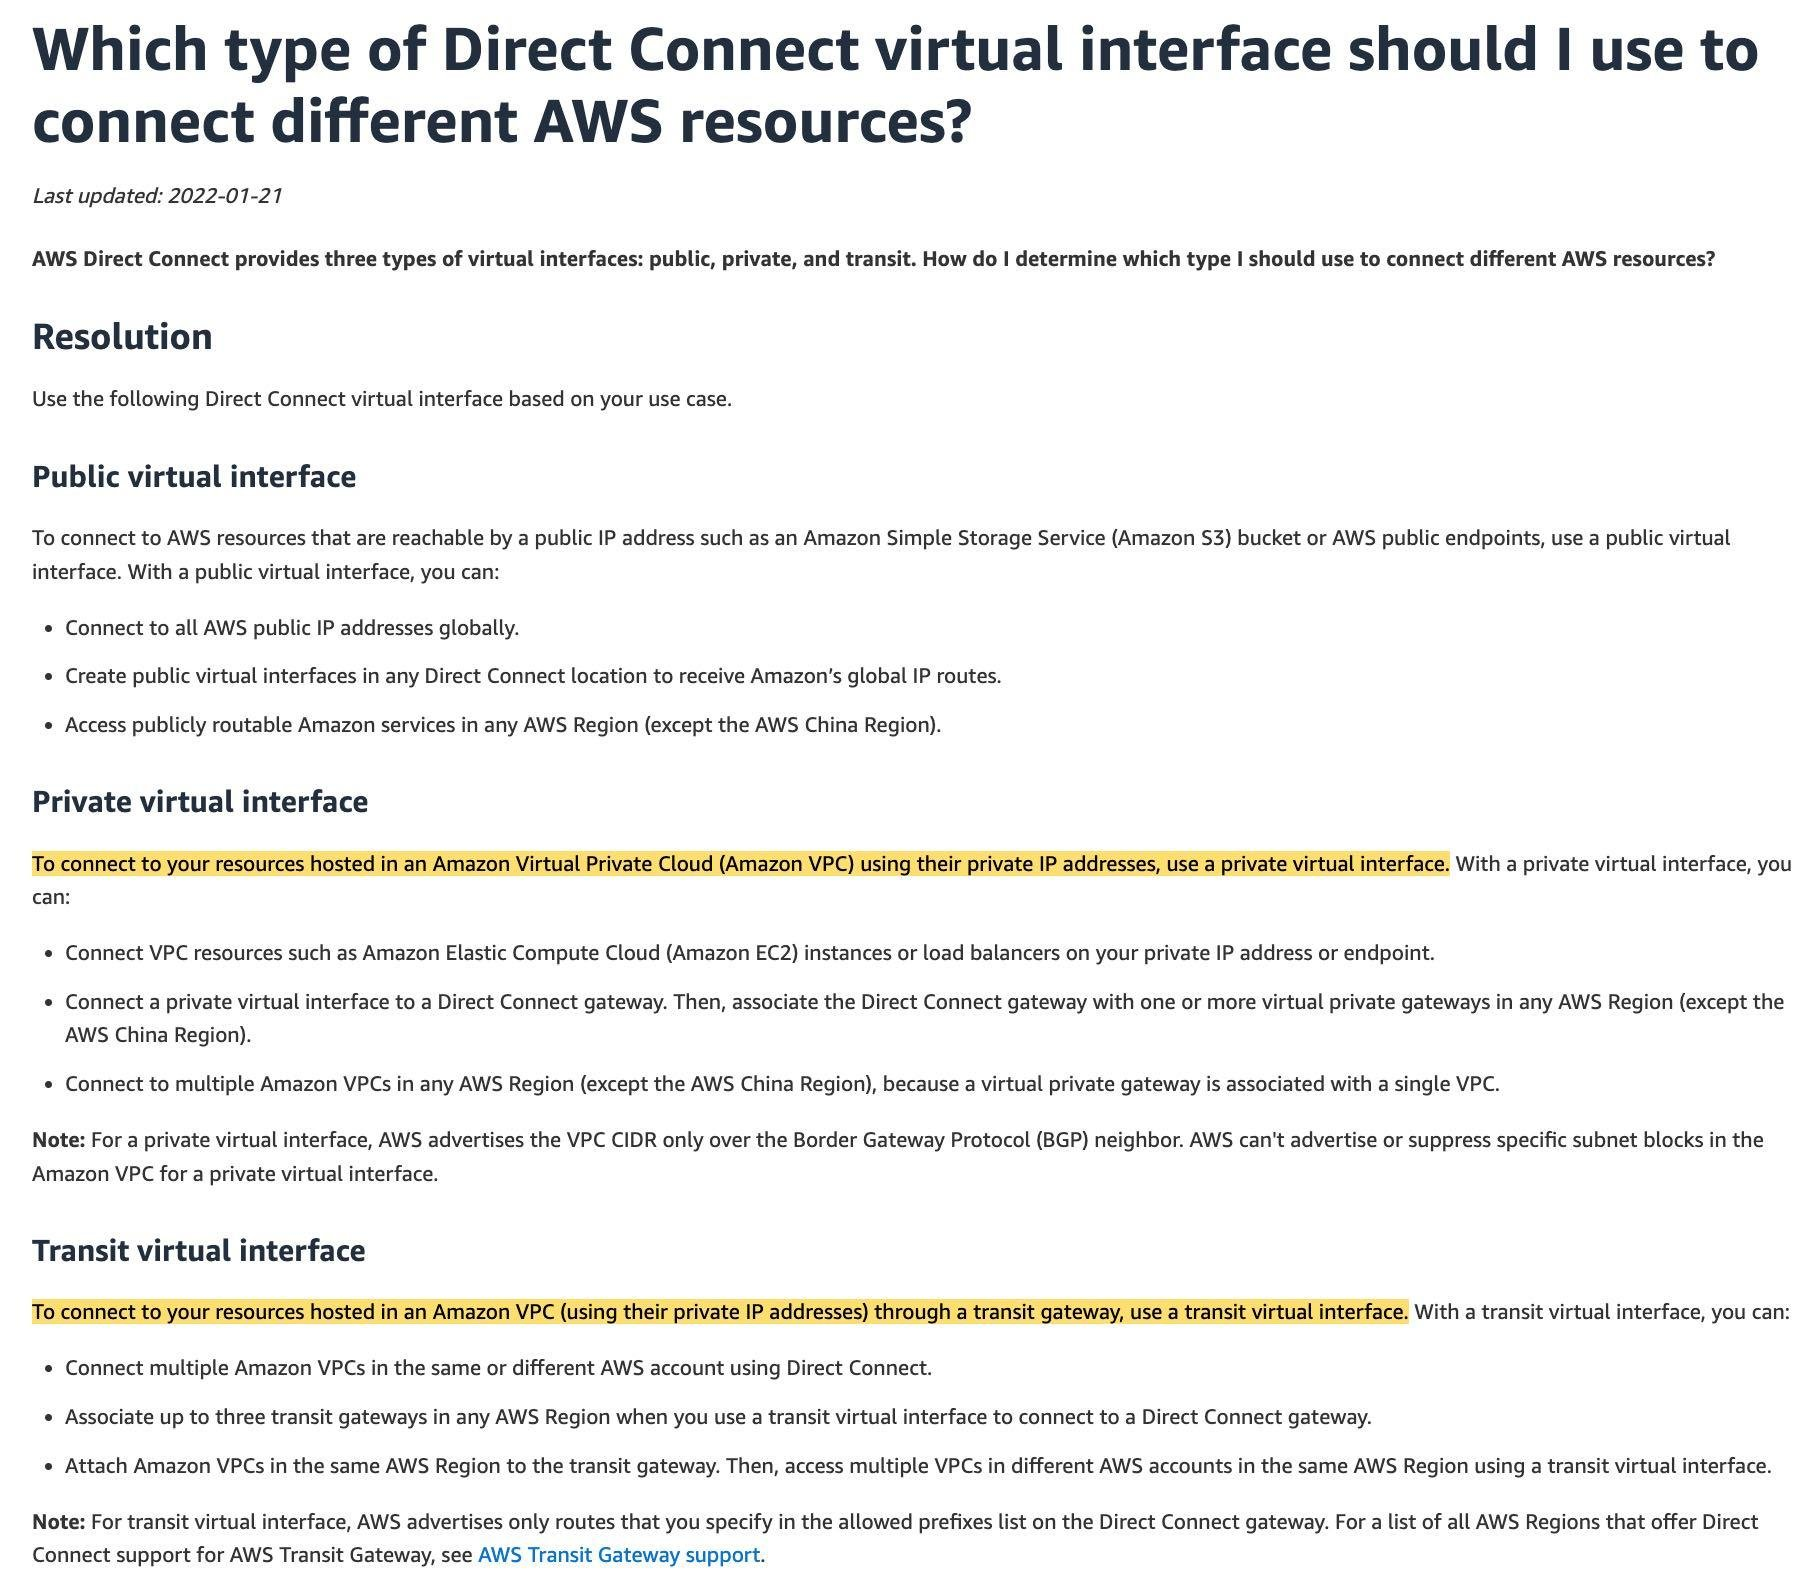 Which type of Direct Connect virtual interface should I use to
connect different AWS resources?
Last updated: 2022-01-21
AWS Direct Connect provides three types of virtual interfaces: public, private, and transit. How do I determine which type I should use to connect different AWS resources?
Resolution
Use the following Direct Connect virtual interface based on your use case.
Public virtual interface
To connect to AWS resources that are reachable by a public IP address such as an Amazon Simple Storage Service (Amazon S3) bucket or AWS public endpoints, use a public virtual
interface. With a public virtual interface, you can:
• Connect to all AWS public IP addresses globally.
• Create public virtual interfaces in any Direct Connect location to receive Amazon’s global IP routes.
• Access publicly routable Amazon services in any AWS Region (except the AWS China Region).
Private virtual interface
To connect to your resources hosted in an Amazon Virtual Private Cloud (Amazon VPC) using their private IP addresses, use a private virtual interface. With a private virtual interface, you
can:
• Connect VPC resources such as Amazon Elastic Compute Cloud (Amazon EC2) instances or load balancers on your private IP address or endpoint.
• Connect a private virtual interface to a Direct Connect gateway. Then, associate the Direct Connect gateway with one or more virtual private gateways in any AWS Region (except the
AWS China Region).
• Connect to multiple Amazon VPCs in any AWS Region (except the AWS China Region), because a virtual private gateway is associated with a single VPC.
Note: For a private virtual interface, AWS advertises the VPC CIDR only over the Border Gateway Protocol (BGP) neighbor. AWS can't advertise or suppress specific subnet blocks in the
Amazon VPC for a private virtual interface.
Transit virtual interface
To connect to your resources hosted in an Amazon VPC (using their private IP addresses) through a transit gateway, use a transit virtual interface. With a transit virtual interface, you can:
• Connect multiple Amazon VPCs in the same or different AWS account using Direct Connect.
• Associate up to three transit gateways in any AWS Region when you use a transit virtual interface to connect to a Direct Connect gateway.
• Attach Amazon VPCs in the same AWS Region to the transit gateway. Then, access multiple VPCs in different AWS accounts in the same AWS Region using a transit virtual interface.
Note: For transit virtual interface, AWS advertises only routes that you specify in the allowed prefixes list on the Direct Connect gateway. For a list of all AWS Regions that offer Direct
Connect support for AWS Transit Gateway, see AWS Transit Gateway support.